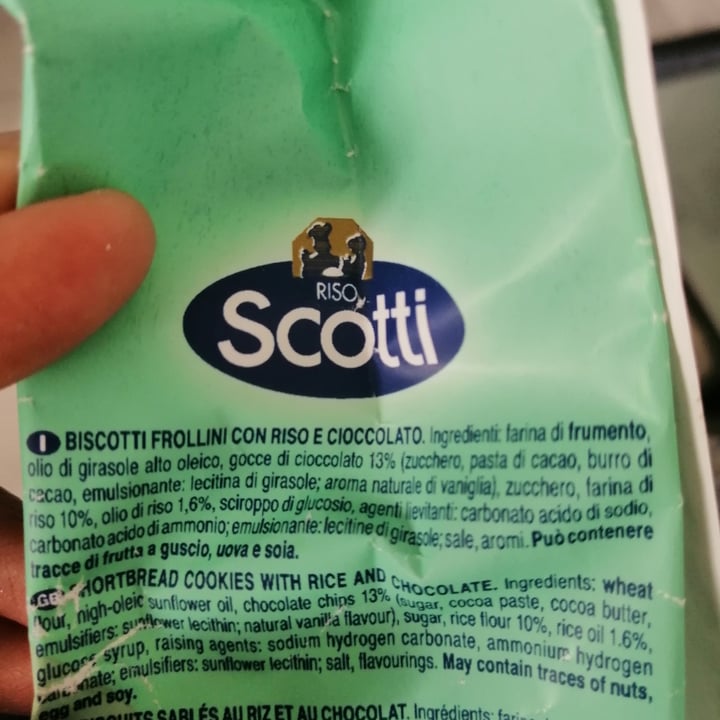 RISO
Scotti
I BISCOTTI FROLLINI CON RISO E CIOCCOLATO. Ingredienti: farina di frumento,
olio di girasole alto oleico, gocce di cioccolato 13% (zucchero, pasta di cacao, burro di
cacao, emulsionante: lecitina di girasole; aroma naturale di vaniglia), zucchero, farina di
riso 10%, olio di riso 1,6%, sciroppo di glucosio, agenti lievitanti: carbonato acido di sodio,
carbonato acido di ammonio; emulsionante: lecitine di girasole; sale, aromi. Può contenere
tracce di frutta a guscio, uova e soia.
GB SHORTBREAD COOKIES WITH RICE AND CHOCOLATE. Ingredients: wheat
flour, high-oleic sunflower oil, chocolate chips 13% (sugar, cocoa paste, cocoa butter,
emulsifiers: sunflower lecithin; natural vanilla flavour), sugar, rice flour 10%, rice oil 1.6%,
glucose syrup, raising agents: sodium hydrogen carbonate, ammonium hydrogen
carbonate; emulsifiers: sunflower lecithin; salt, flavourings. May contain traces of nuts,
egg and soy.
SABLÉS AU RIZ ET AU CHOCOLAT. Ingrédients: